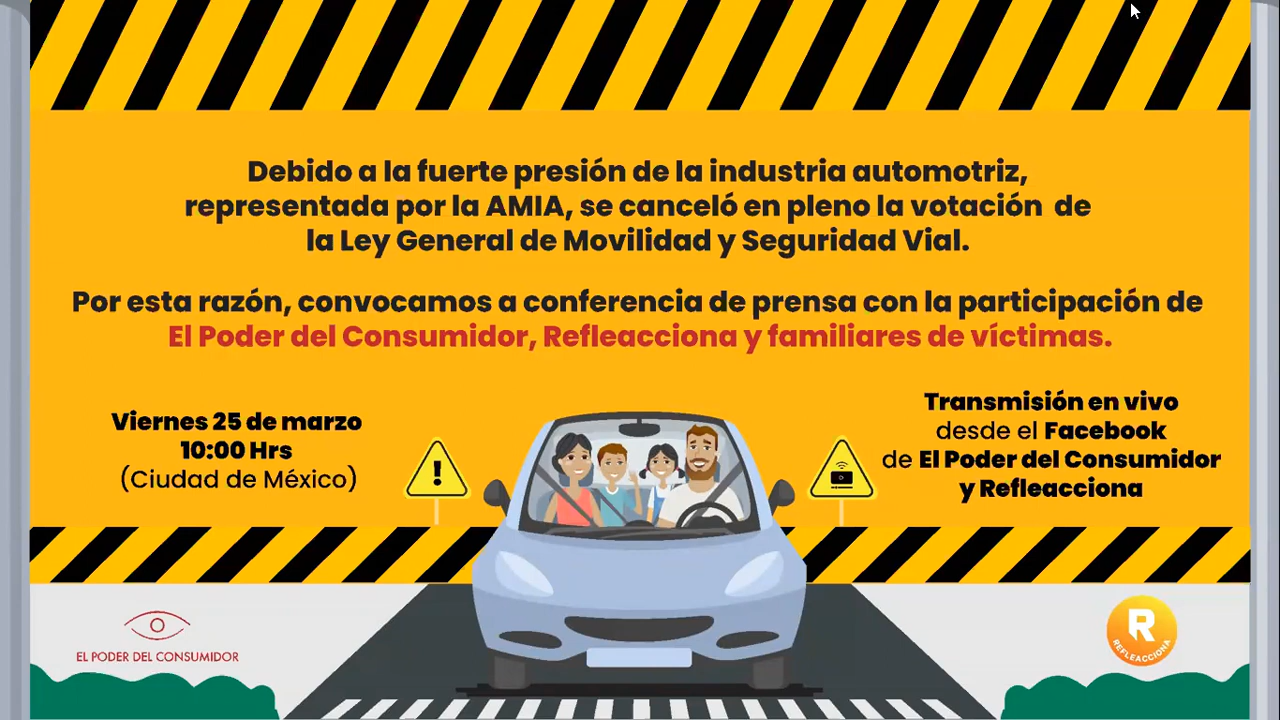 Debido a la fuerte presión de la industria automotriz,
representada por la AMIA, se canceló en pleno la votación de
la Ley General de Movilidad y Seguridad Vial.
Por esta razón, convocamos a conferencia de prensa con la participación de
El Poder del Consumidor, Refleacciona y familiares de víctimas.
Viernes 25 de marzo
10:00 Hrs
(Ciudad de México)
!
Transmisión en vivo
desde el Facebook
de El Poder del Consumidor
y Refleacciona
EL PODER DEL CONSUMIDOR
R
REFLEACCIONA